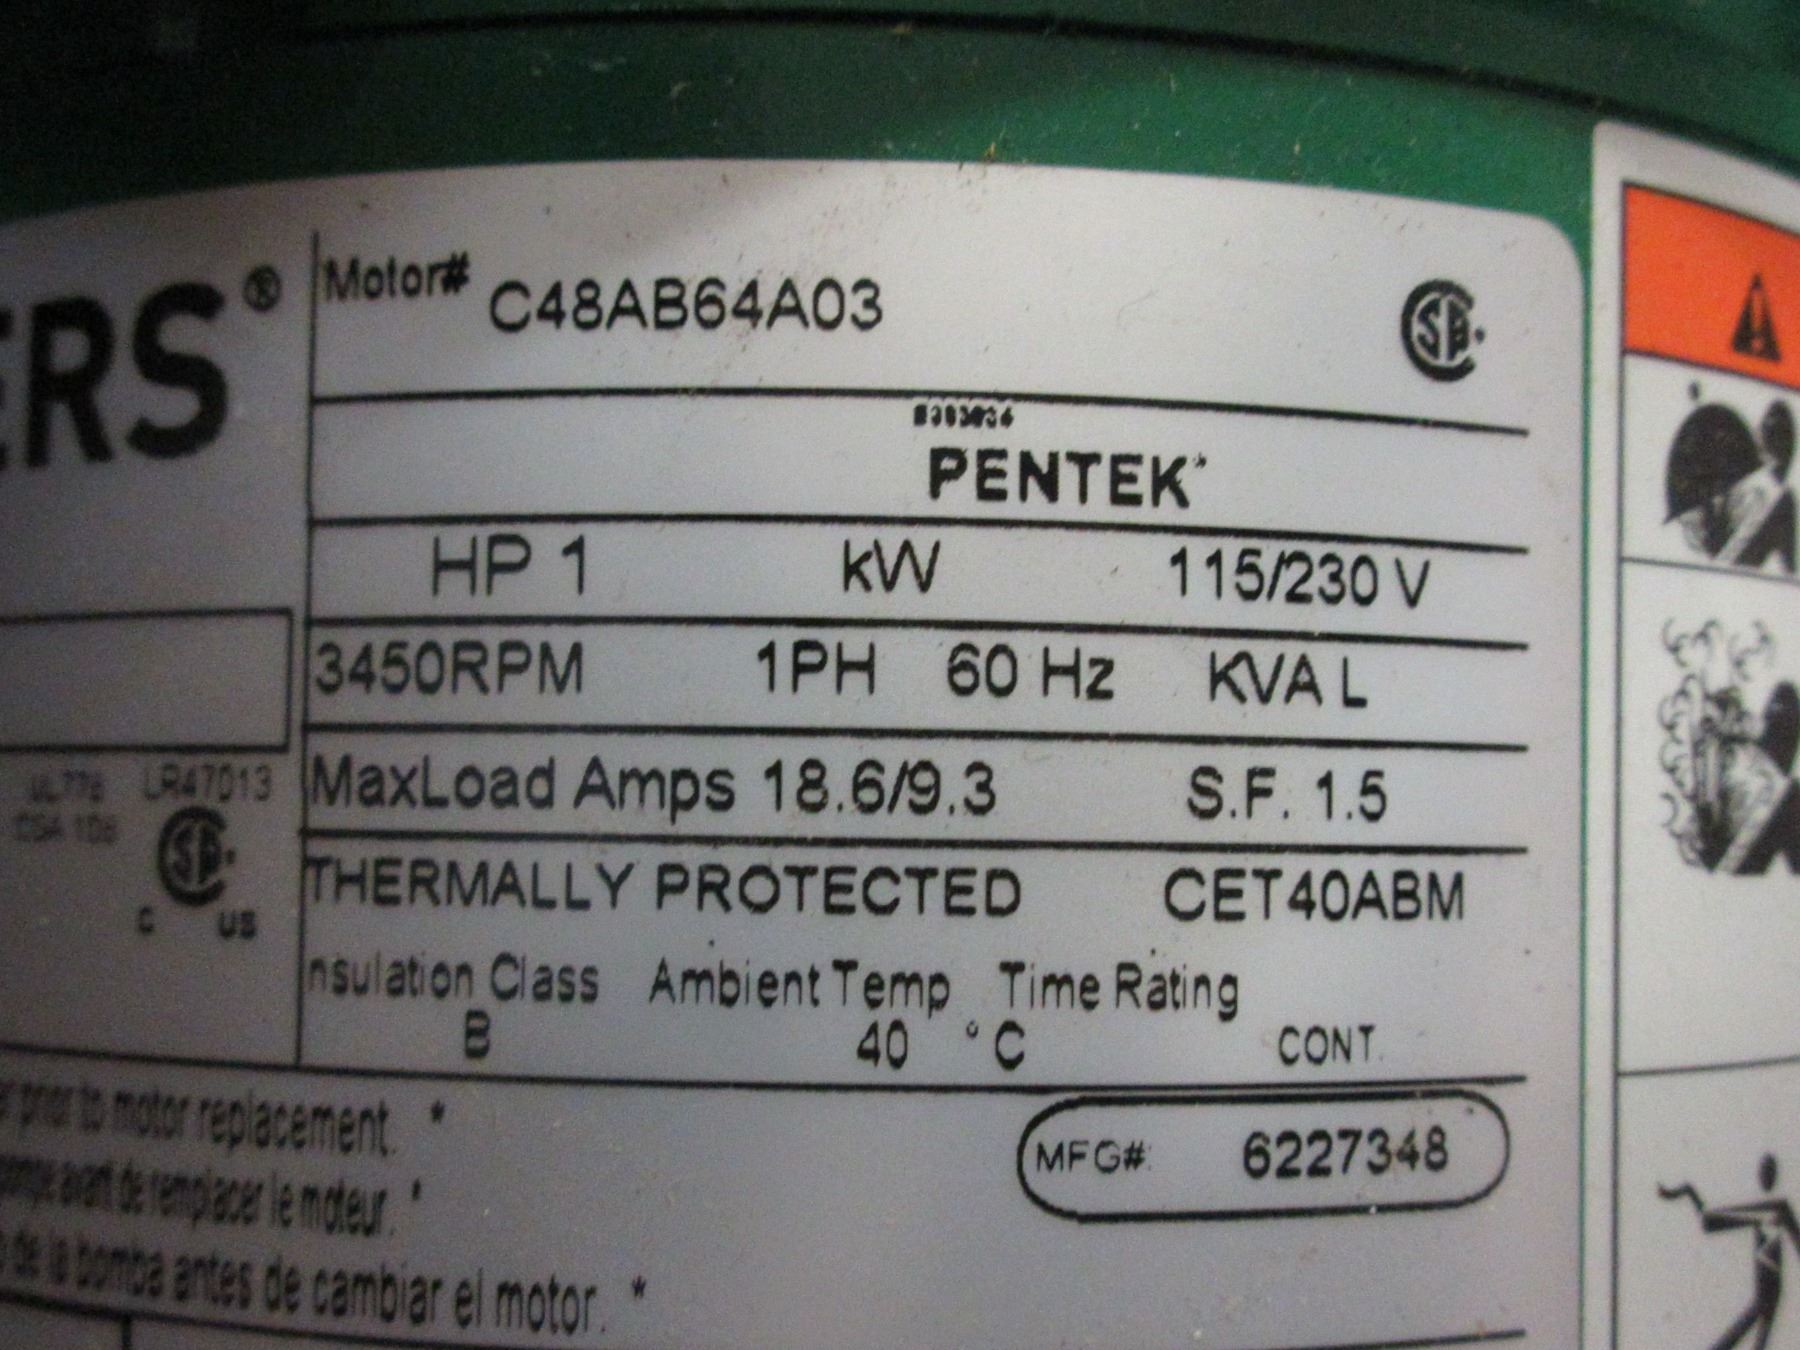 ERS®
Motor# C48AB64A03
PENTEK
HP 1 kW 115/230 V
3450RPM 1PH 60 Hz KVA L
MaxLoad Amps 18.6/9.3 S.F. 1.5
LR47013
THERMALLY PROTECTED CET40ABM
C US
nsulation Class Ambient Temp Time Rating
B 40 °C CONT.
prior to motor replacement. *
avant de remplacer le moteur. *
de la bomba antes de cambiar el motor. *
MFG#: 6227348